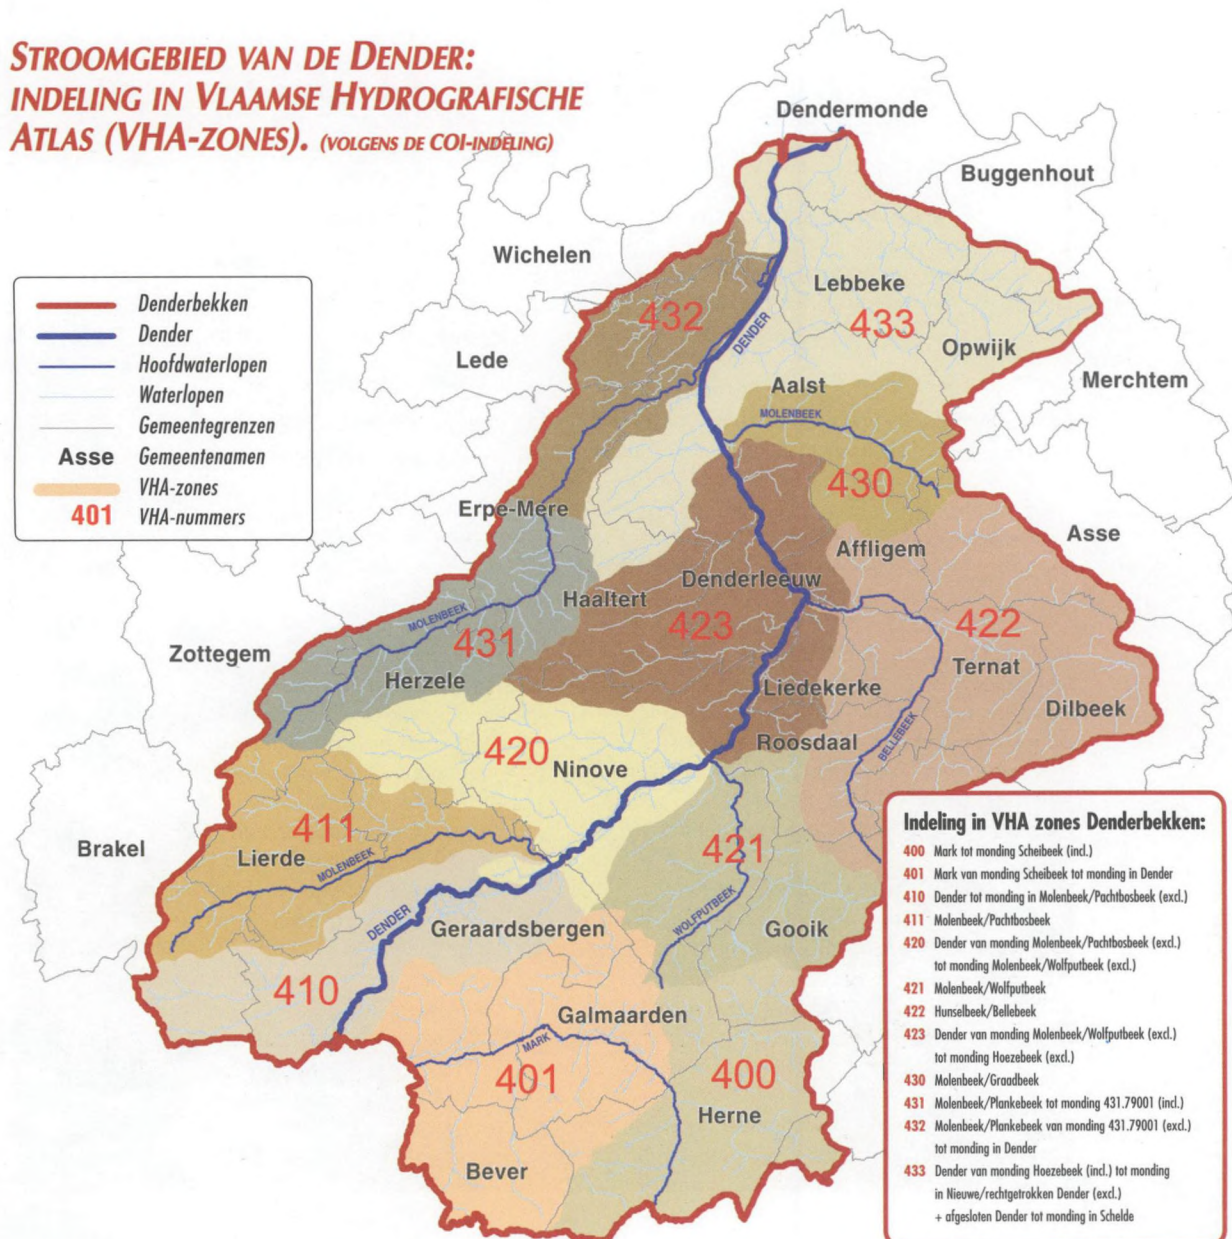 STROOMGEBIED VAN DE DENDER:
INDELING IN VLAAMSE HYDROGRAFISCHE
ATLAS (VHA-ZONES). (VOLGENS DE COI-INDELING)
Denderbekken
Dender
Hoofdwaterlopen
Waterlopen
Gemeentegrenzen
Asse Gemeentenamen
VHA-zones
401 VHA-nummers
Dendermonde
Buggenhout
Wichelen
Lebbeke
432
433
DENDER
Opwijk
Lede
Merchtem
Aalst
MOLENBEEK
430
Erpe-Mere
Asse
Affligem
Denderleeuw
Haaltert
MOLENBEEK
423
422
431
Zottegem
Ternat
Herzele
Liedekerke
Dilbeek
BELLEBEEK
Roosdaal
420
Ninove
411
Brakel
Lierde
MOLENBEEK
421
DENDER
WOLFPUTBEEK
Geraardsbergen
Gooik
410
Galmaarden
MARK
401
400
Herne
Bever
Indeling in VHA zones Denderbekken:
400 Mark tot monding Scheibeek (incl.)
401 Mark van monding Scheibeek tot monding in Dender
410 Dender tot monding in Molenbeek/Pachtbosbeek (excl.)
411 Molenbeek/Pachtbosbeek
420 Dender van monding Molenbeek/Pachtbosbeek (excl.)
tot monding Molenbeek/Wolfputbeek (excl.)
421 Molenbeek/Wolfputbeek
422 Hunselbeek/Bellebeek
423 Dender van monding Molenbeek/Wolfputbeek (excl.)
tot monding Hoezebeek (excl.)
430 Molenbeek/Graadbeek
431 Molenbeek/Plankebeek tot monding 431.79001 (incl.)
432 Molenbeek/Plankebeek van monding 431.79001 (excl.)
tot monding in Dender
433 Dender van monding Hoezebeek (incl.) tot monding
in Nieuwe/rechtgetrokken Dender (excl.)
+ afgesloten Dender tot monding in Schelde